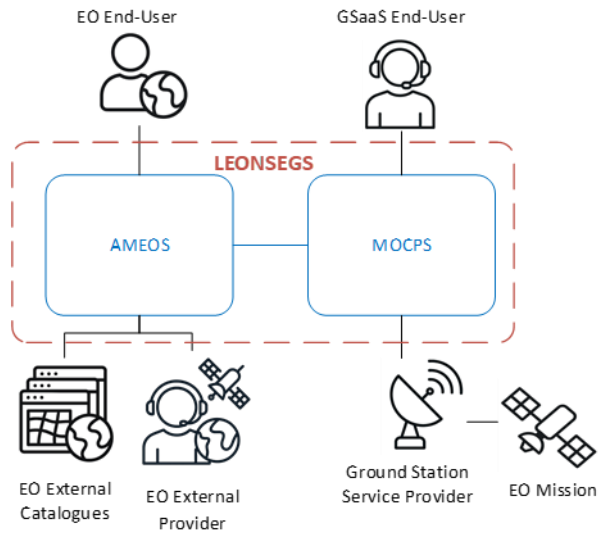 EO End-User
GSaaS End-User
LEONSEGS
AMEOS
MOCPS
EO External
Catalogues
EO External
Provider
Ground Station
Service Provider
EO Mission